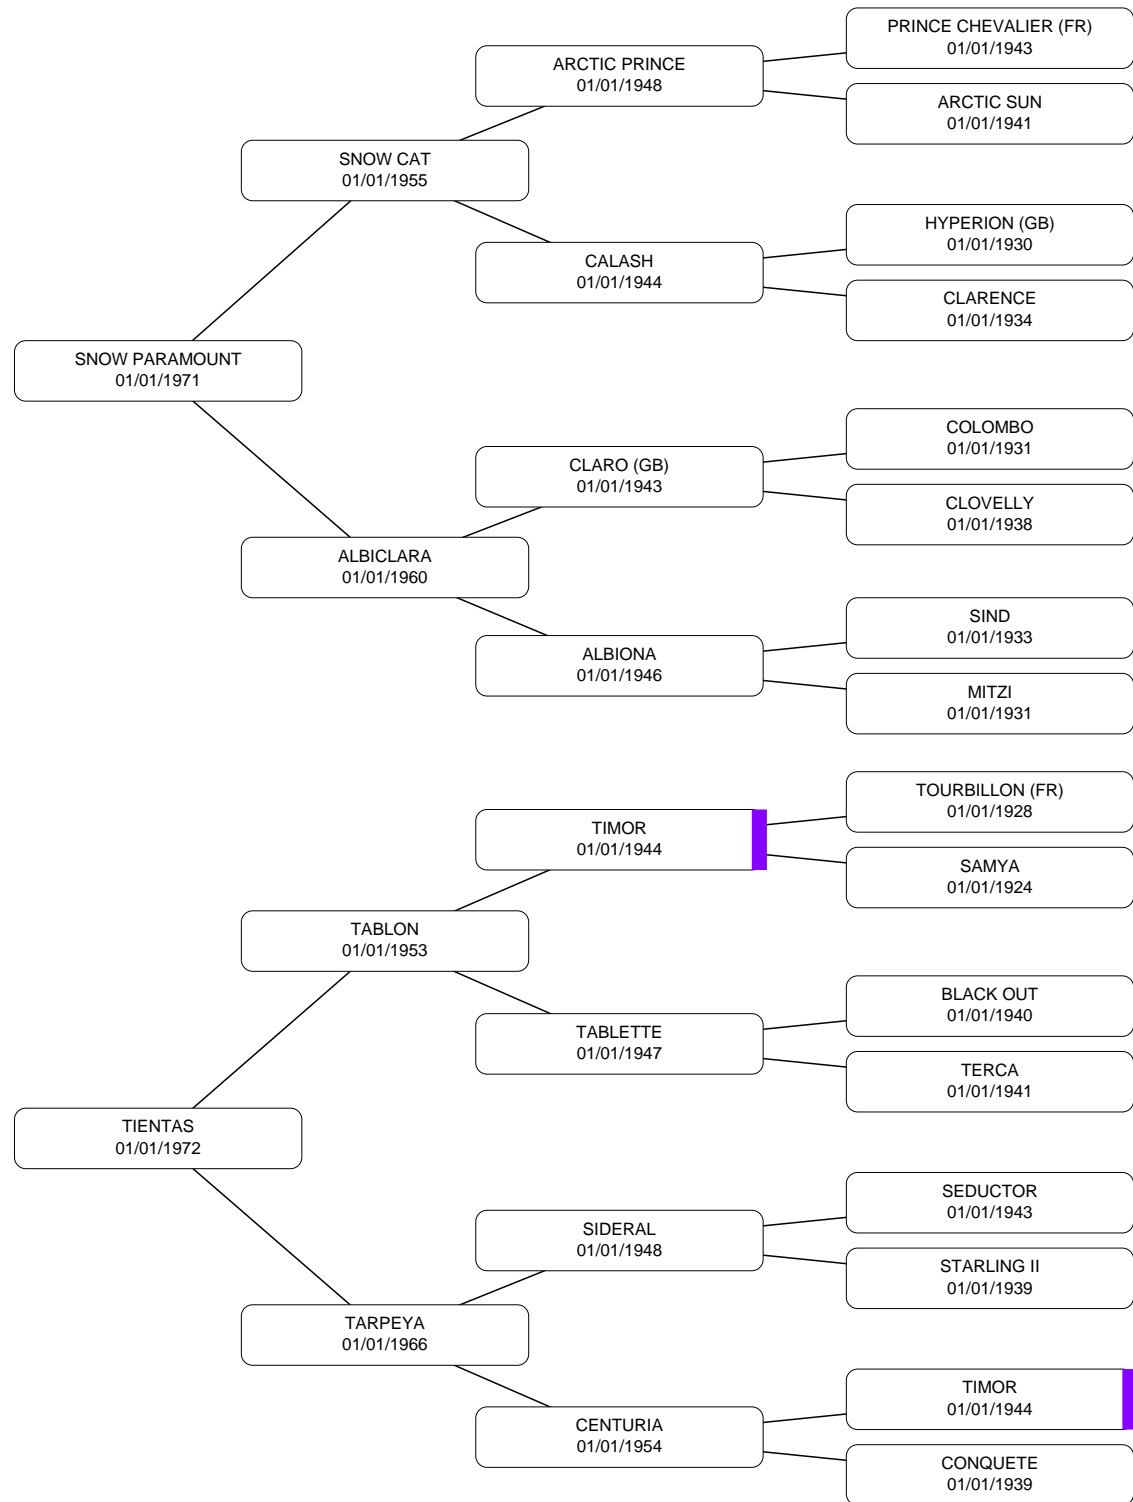 PRINCE CHEVALIER (FR)
01/01/1943
ARCTIC PRINCE
01/01/1948
ARCTIC SUN
01/01/1941
SNOW CAT
01/01/1955
HYPERION (GB)
01/01/1930
CALASH
01/01/1944
CLARENCE
01/01/1934
SNOW PARAMOUNT
01/01/1971
COLOMBO
01/01/1931
CLARO (GB)
01/01/1943
CLOVELLY
01/01/1938
ALBICLARA
01/01/1960
SIND
01/01/1933
ALBIONA
01/01/1946
MITZI
01/01/1931
TOURBILLON (FR)
01/01/1928
TIMOR
01/01/1944
SAMYA
01/01/1924
TABLON
01/01/1953
BLACK OUT
01/01/1940
TABLETTE
01/01/1947
TERCA
01/01/1941
TIENTAS
01/01/1972
SEDUCTOR
01/01/1943
SIDERAL
01/01/1948
STARLING II
01/01/1939
TARPEYA
01/01/1966
TIMOR
01/01/1944
CENTURIA
01/01/1954
CONQUETE
01/01/1939